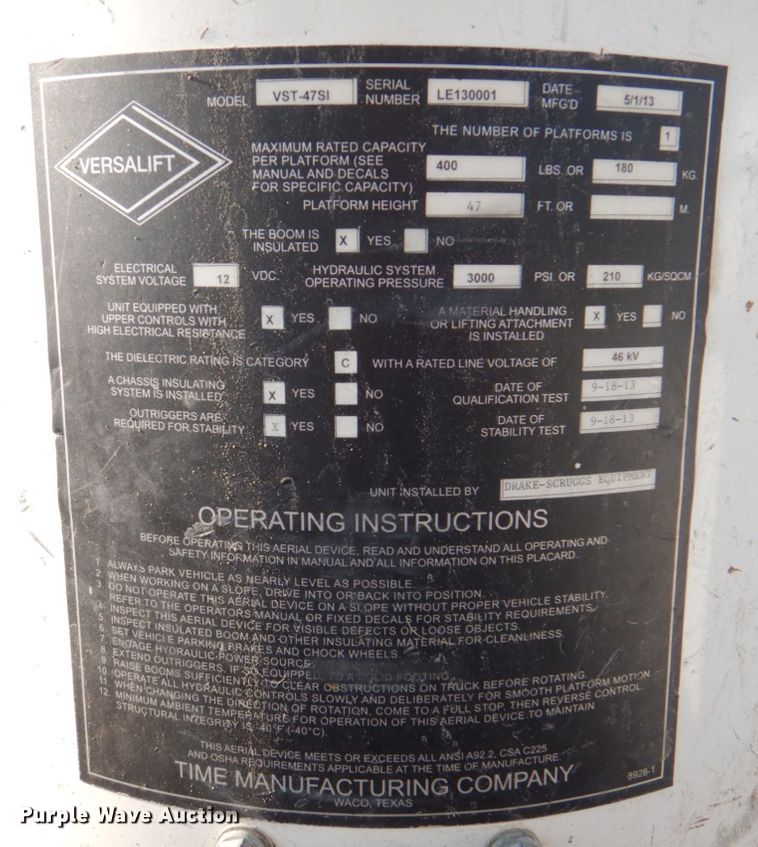 MODEL VST-47SI SERIAL NUMBER LE130001 DATE MFG'D 5/1/13
THE NUMBER OF PLATFORMS IS 1
VERSALIFT
MAXIMUM RATED CAPACITY
PER PLATFORM (SEE
MANUAL AND DECALS
FOR SPECIFIC CAPACITY)
400 LBS. OR 180 KG.
PLATFORM HEIGHT 47 FT. OR M.
THE BOOM IS
INSULATED X YES NO
ELECTRICAL
SYSTEM VOLTAGE 12 VDC.
HYDRAULIC SYSTEM
OPERATING PRESSURE 3000 PSI. OR 210 KG/SQCM
UNIT EQUIPPED WITH
UPPER CONTROLS WITH
HIGH ELECTRICAL RESISTANCE X YES NO
A MATERIAL HANDLING
OR LIFTING ATTACHMENT
IS INSTALLED X YES NO
THE DIELECTRIC RATING IS CATEGORY C WITH A RATED LINE VOLTAGE OF 46 kV
A CHASSIS INSULATING
SYSTEM IS INSTALLED X YES NO
DATE OF
QUALIFICATION TEST 9-18-13
OUTRIGGERS ARE
REQUIRED FOR STABILITY X YES NO
DATE OF
STABILITY TEST 9-18-13
UNIT INSTALLED BY DRAKE-SCRUGGS EQUIPMENT
OPERATING INSTRUCTIONS
BEFORE OPERATING THIS AERIAL DEVICE, READ AND UNDERSTAND ALL OPERATING AND
SAFETY INFORMATION IN MANUAL AND ALL INFORMATION ON THIS PLACARD.
1. ALWAYS PARK VEHICLE AS NEARLY LEVEL AS POSSIBLE.
2. WHEN WORKING ON A SLOPE, DRIVE INTO OR BACK INTO POSITION.
3. DO NOT OPERATE THIS AERIAL DEVICE ON A SLOPE WITHOUT PROPER VEHICLE STABILITY.
REFER TO THE OPERATORS MANUAL OR FIXED DECALS FOR STABILITY REQUIREMENTS.
4. INSPECT THIS AERIAL DEVICE FOR VISIBLE DEFECTS OR LOOSE OBJECTS.
5. INSPECT INSULATED BOOM AND OTHER INSULATING MATERIAL FOR CLEANLINESS.
6. SET VEHICLE PARKING BRAKES AND CHOCK WHEELS.
7. ENGAGE HYDRAULIC POWER SOURCE.
8. EXTEND OUTRIGGERS, IF SO EQUIPPED, TO A SOLID FOOTING.
9. RAISE BOOMS SUFFICIENTLY TO CLEAR OBSTRUCTIONS ON TRUCK BEFORE ROTATING.
10. OPERATE ALL HYDRAULIC CONTROLS SLOWLY AND DELIBERATELY FOR SMOOTH PLATFORM MOTION.
11. WHEN CHANGING THE DIRECTION OF ROTATION, COME TO A FULL STOP, THEN REVERSE CONTROL.
12. MINIMUM AMBIENT TEMPERATURE FOR OPERATION OF THIS AERIAL DEVICE TO MAINTAIN
STRUCTURAL INTEGRITY IS -40°F (-40°C)
THIS AERIAL DEVICE MEETS OR EXCEEDS ALL ANSI A92.2, CSA C225
AND OSHA REQUIREMENTS APPLICABLE AT THE TIME OF MANUFACTURE.
TIME MANUFACTURING COMPANY
WACO, TEXAS
8928-1
Purple Wave Auction